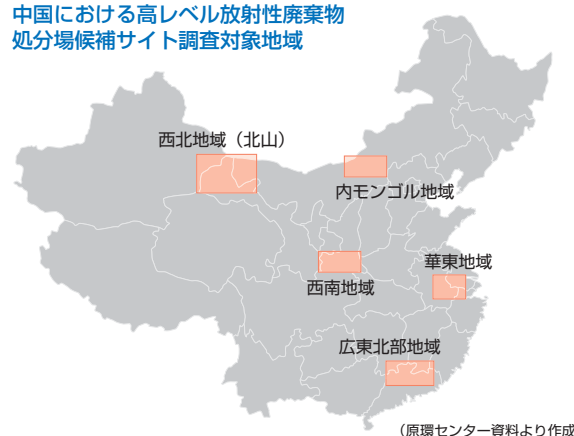 中国における高レベル放射性廃棄物
処分場候補サイト調査対象地域
西北地域（北山）
内モンゴル地域
華東地域
西南地域
広東北部地域
（原環センター資料より作成